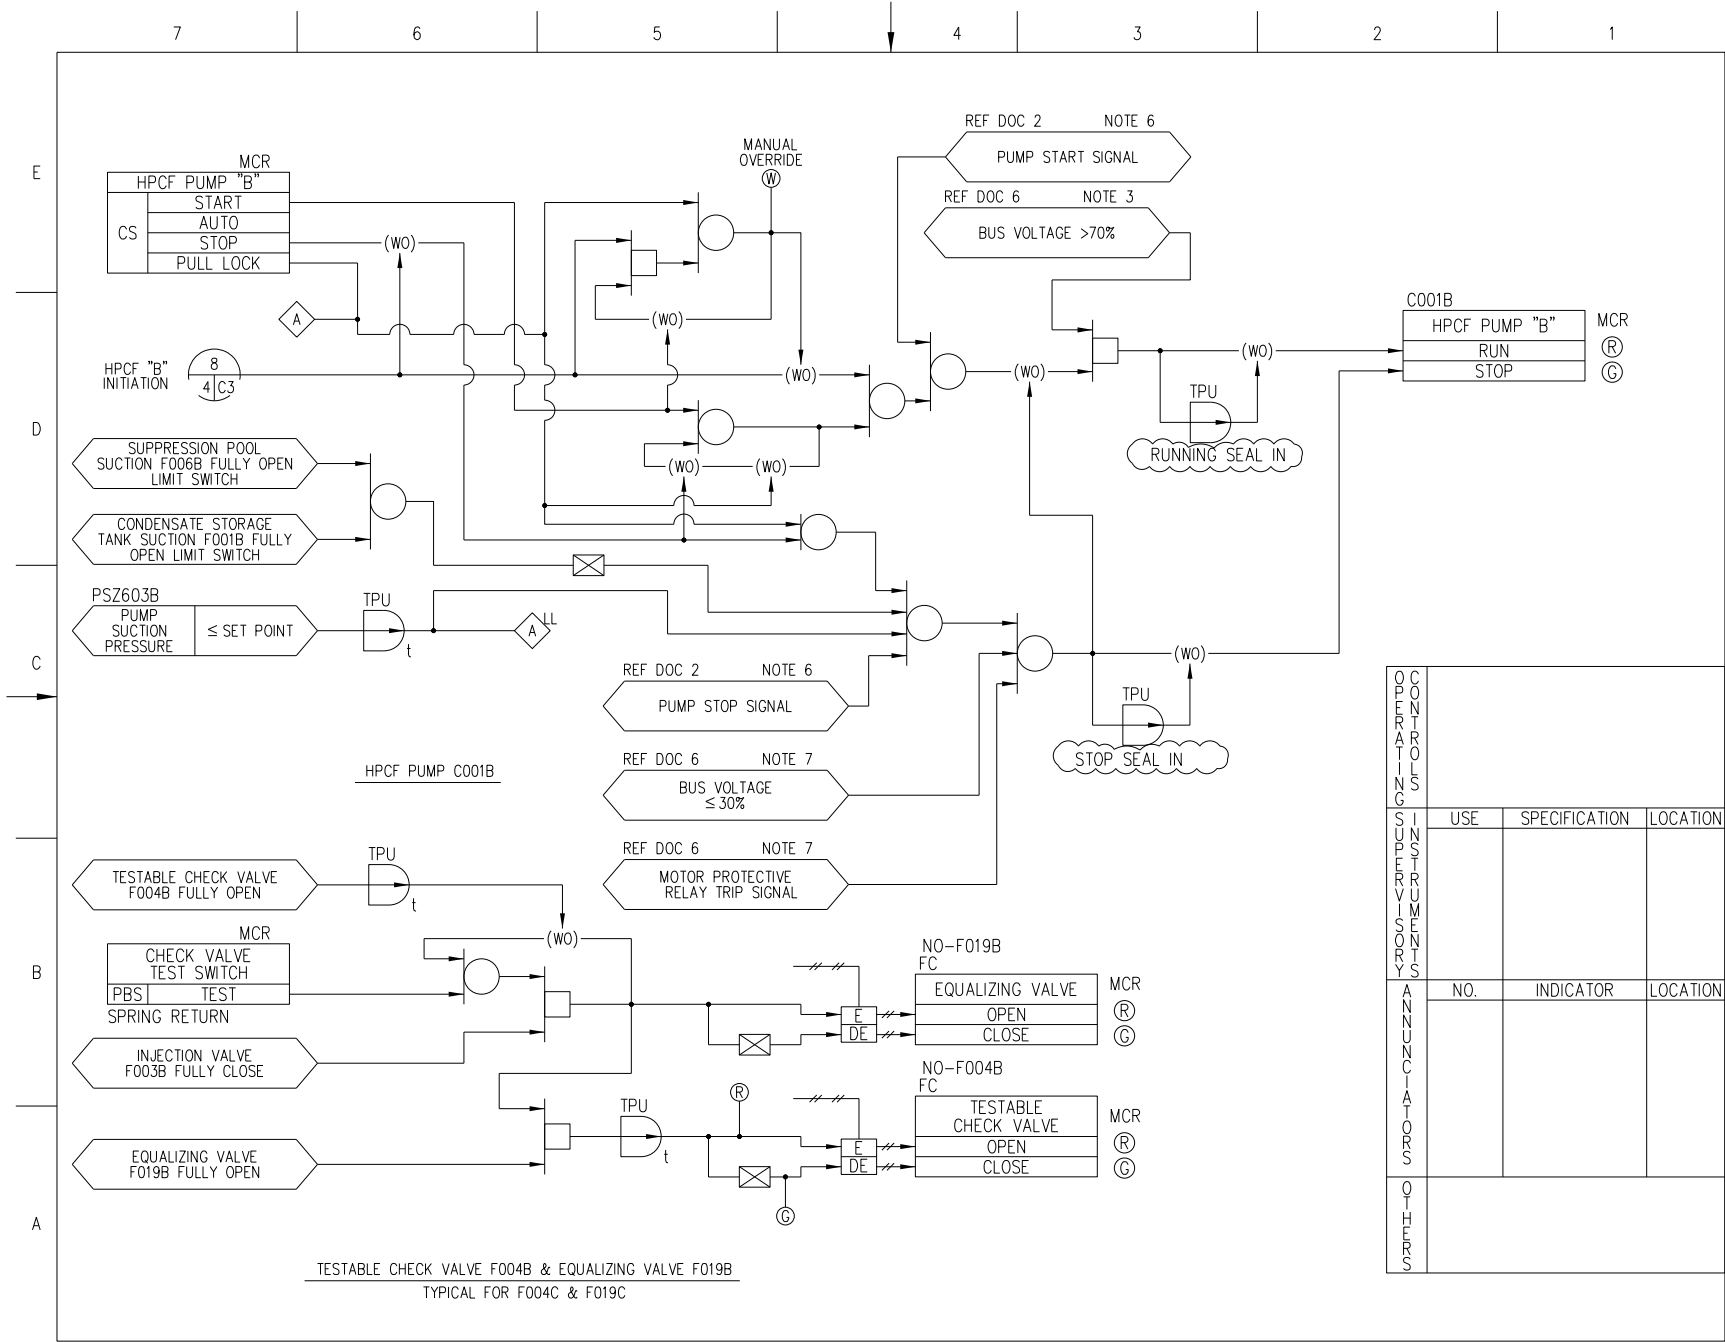 7 6 5 4 3 2 1
E
D
C
B
A
MCR
HPCF PUMP "B"
CS
START
AUTO
STOP
PULL LOCK
(WO)
A
HPCF "B"
INITIATION
8
4 C3
MANUAL
OVERRIDE
W
(WO)
(WO)
(WO)
(WO)
REF DOC 2 NOTE 6
PUMP START SIGNAL
REF DOC 6 NOTE 3
BUS VOLTAGE >70%
(WO)
(WO)
TPU
RUNNING SEAL IN
C001B
HPCF PUMP "B"
RUN
STOP
MCR
R
G
SUPPRESSION POOL
SUCTION F006B FULLY OPEN
LIMIT SWITCH
CONDENSATE STORAGE
TANK SUCTION F001B FULLY
OPEN LIMIT SWITCH
PSZ603B
PUMP
SUCTION
PRESSURE
≤ SET POINT
TPU
t
A
LL
REF DOC 2 NOTE 6
PUMP STOP SIGNAL
(WO)
TPU
STOP SEAL IN
HPCF PUMP C001B
REF DOC 6 NOTE 7
BUS VOLTAGE
≤ 30%
REF DOC 6 NOTE 7
MOTOR PROTECTIVE
RELAY TRIP SIGNAL
TESTABLE CHECK VALVE
F004B FULLY OPEN
TPU
t
(WO)
MCR
CHECK VALVE
TEST SWITCH
PBS TEST
SPRING RETURN
INJECTION VALVE
F003B FULLY CLOSE
NO-F019B
FC
EQUALIZING VALVE
OPEN
CLOSE
E
DE
MCR
R
G
EQUALIZING VALVE
F019B FULLY OPEN
TPU
t
R
G
NO-F004B
FC
TESTABLE
CHECK VALVE
OPEN
CLOSE
E
DE
MCR
R
G
TESTABLE CHECK VALVE F004B & EQUALIZING VALVE F019B
TYPICAL FOR F004C & F019C
OPERATING
CONTROLS
SUPERVISORY
INSTRUMENTS
USE SPECIFICATION LOCATION
ANNUNCIATORS
NO. INDICATOR LOCATION
OTHERS